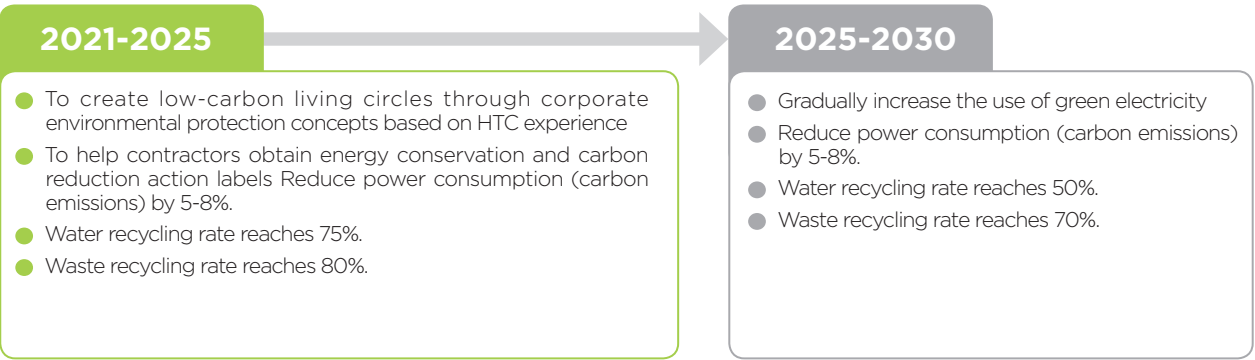 2021-2025
To create low-carbon living circles through corporate
environmental protection concepts based on HTC experience
To help contractors obtain energy conservation and carbon
reduction action labels Reduce power consumption (carbon
emissions) by 5-8%.
Water recycling rate reaches 75%.
Waste recycling rate reaches 80%.
2025-2030
Gradually increase the use of green electricity
Reduce power consumption (carbon emissions)
by 5-8%.
Water recycling rate reaches 50%.
Waste recycling rate reaches 70%.